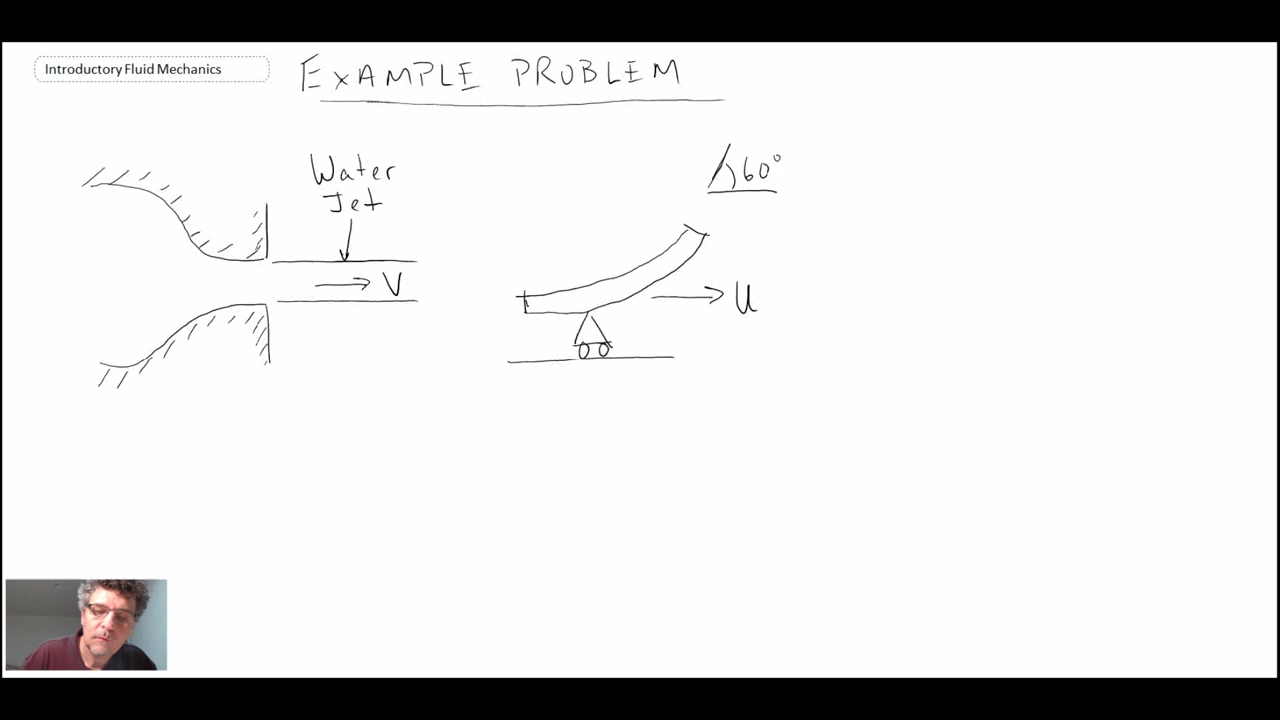 Introductory Fluid Mechanics
EXAMPLE PROBLEM
Water
Jet
V
60°
U